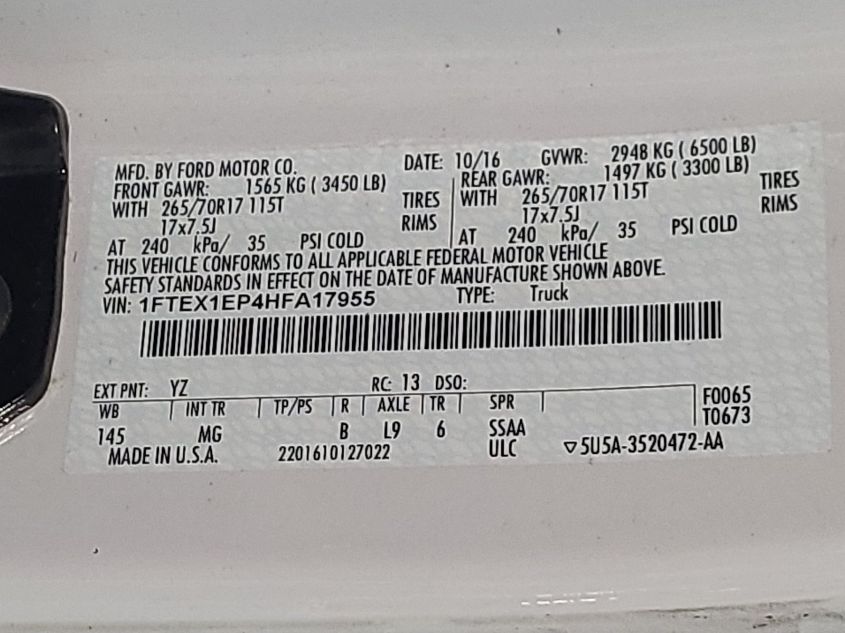 MFD. BY FORD MOTOR CO. DATE: 10/16 GVWR: 2948 KG ( 6500 LB)
FRONT GAWR: 1565 KG ( 3450 LB) REAR GAWR: 1497 KG ( 3300 LB)
WITH 265/70R17 115T TIRES WITH 265/70R17 115T TIRES
17x7.5J RIMS 17x7.5J RIMS
AT 240 kPa/ 35 PSI COLD AT 240 kPa/ 35 PSI COLD
THIS VEHICLE CONFORMS TO ALL APPLICABLE FEDERAL MOTOR VEHICLE
SAFETY STANDARDS IN EFFECT ON THE DATE OF MANUFACTURE SHOWN ABOVE.
VIN: 1FTEX1EP4HFA17955 TYPE: Truck
EXT PNT: YZ RC: 13 DSO:
WB INT TR TP/PS R AXLE TR SPR F0065
T0673
145 MG B L9 6 SSAA
MADE IN U.S.A. 2201610127022 ULC ▽5U5A-3520472-AA